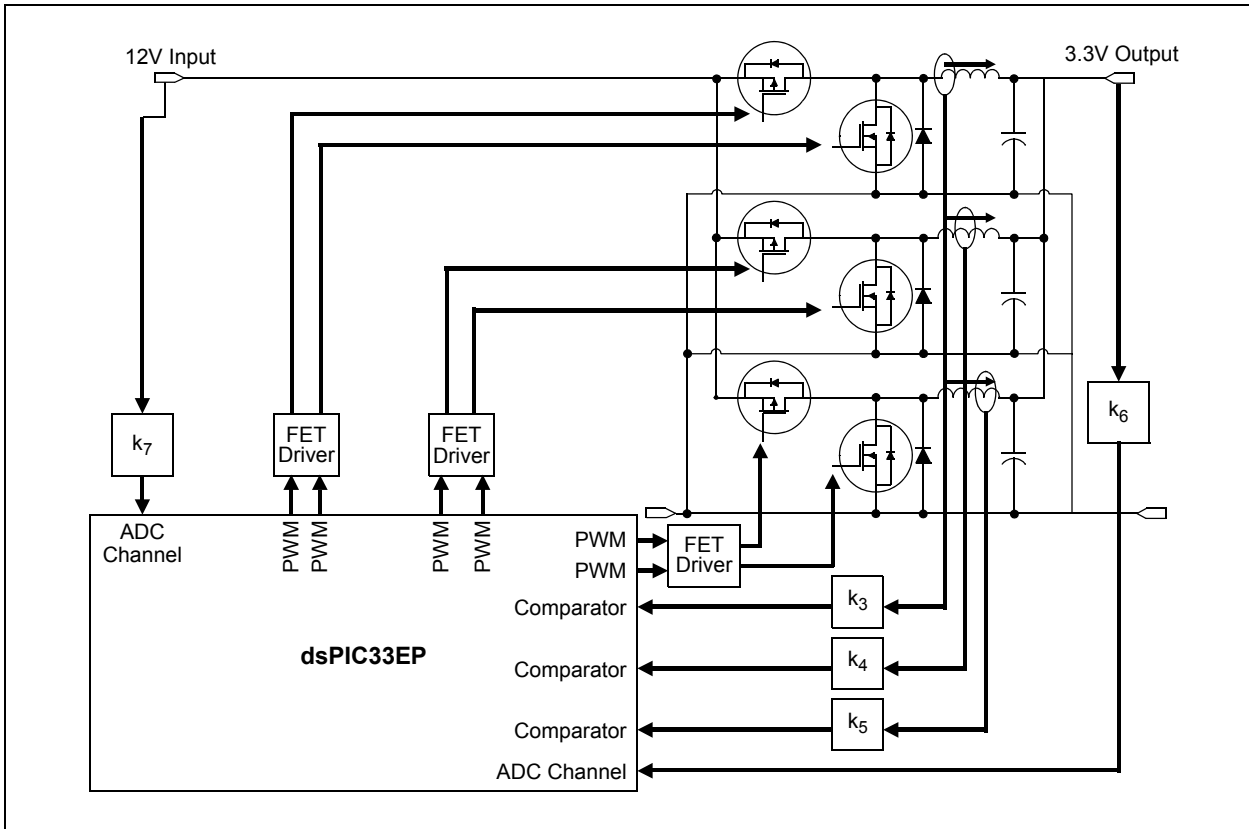 12V Input
3.3V Output
k6
k7
FET
Driver
FET
Driver
ADC
Channel
PWM
PWM
PWM
PWM
PWM
PWM
FET
Driver
Comparator
k3
dsPIC33EP
Comparator
k4
Comparator
k5
ADC Channel